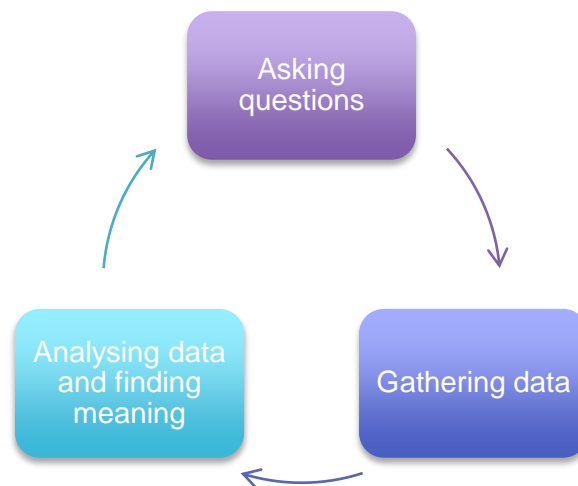 Asking
questions
Gathering data
Analysing data
and finding
meaning